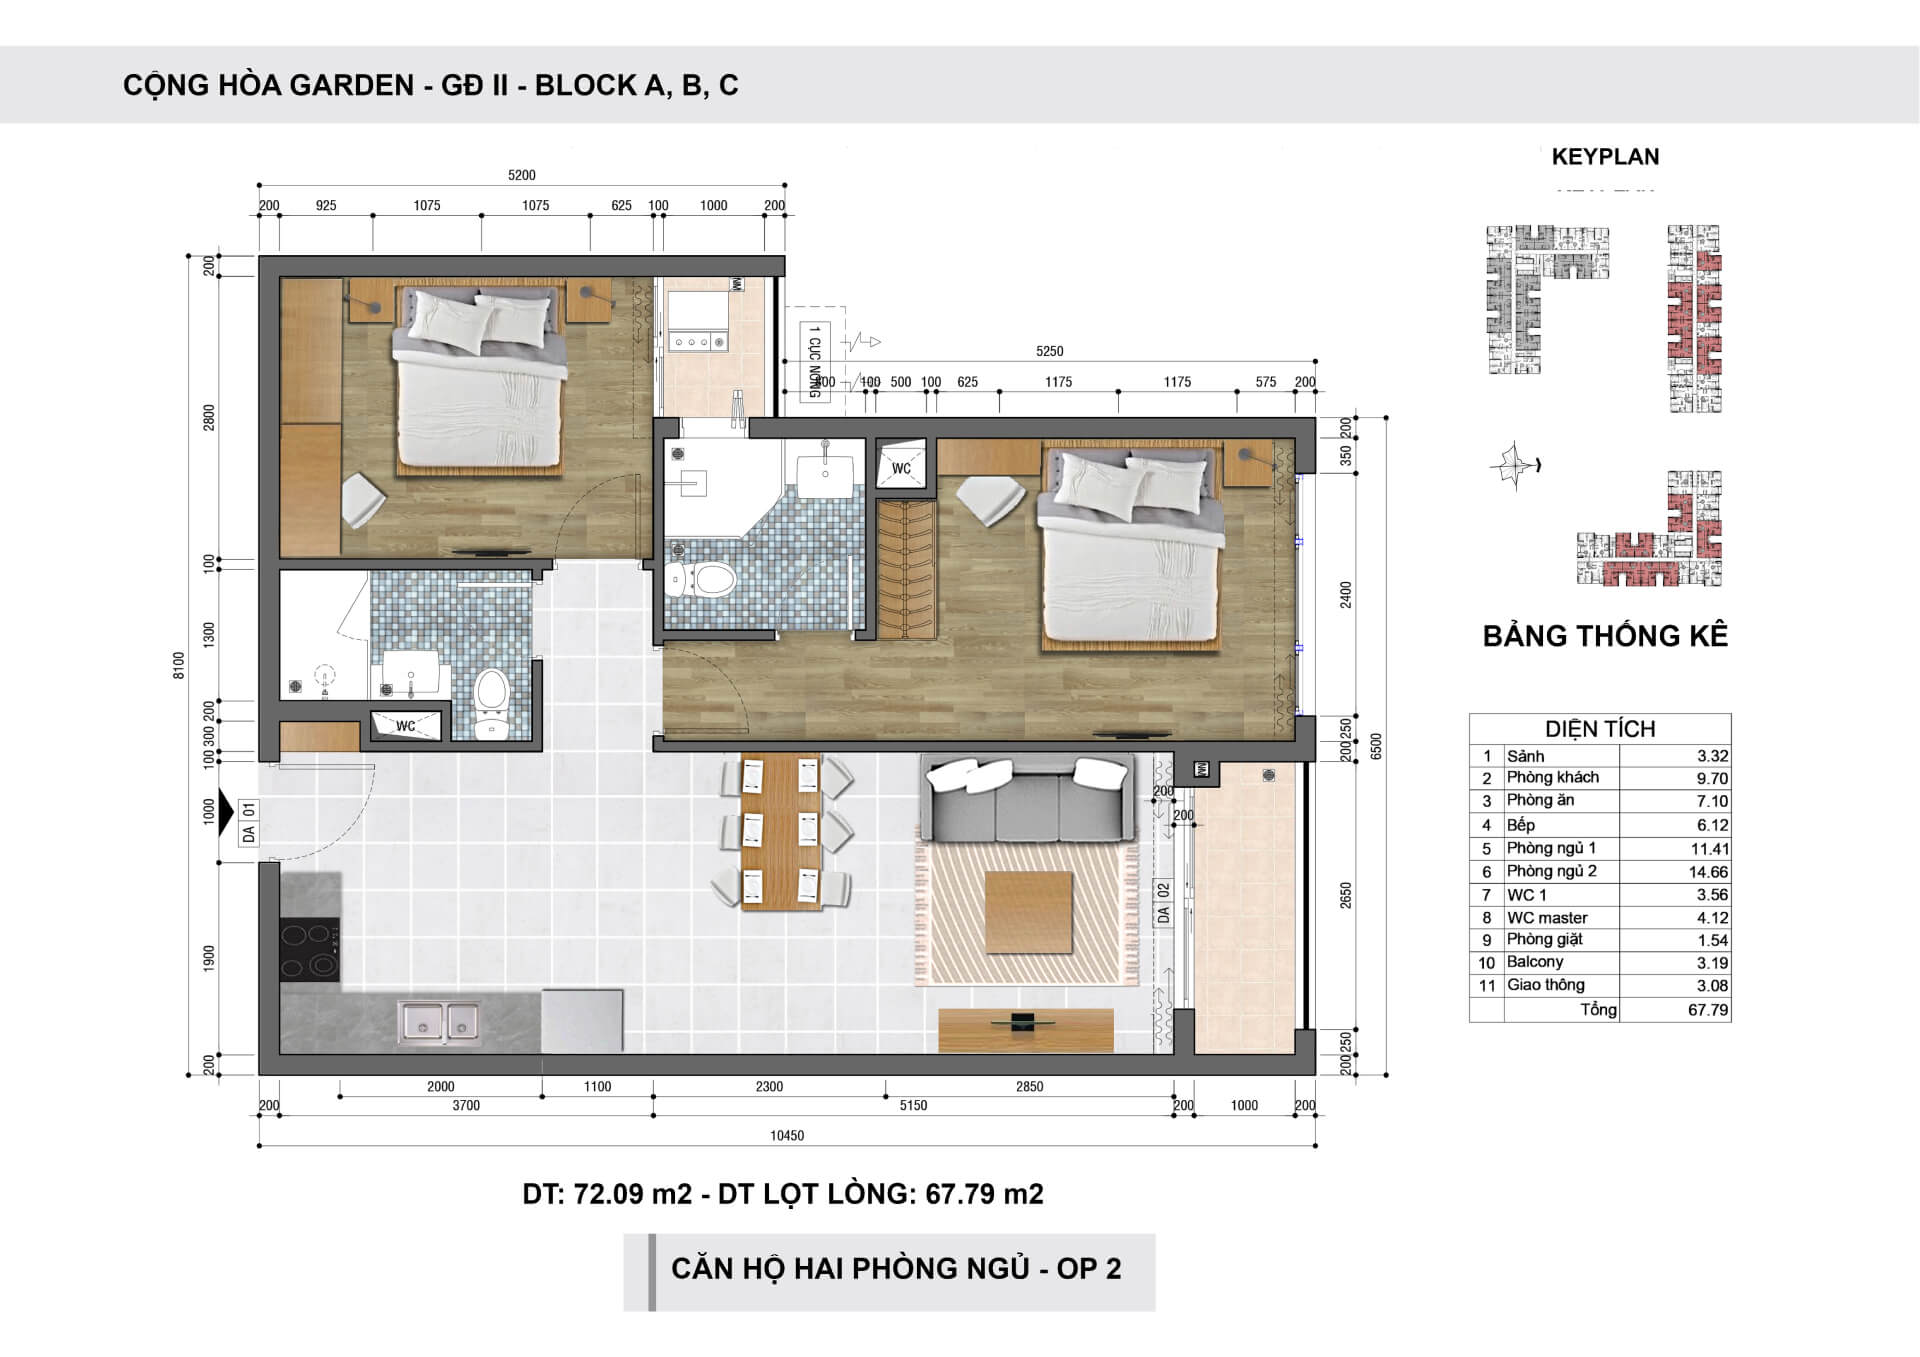 CỘNG HÒA GARDEN - GĐ II - BLOCK A, B, C
KEYPLAN
5200
200 925 1075 1075 625 100 1000 200
1 CỤC NÓNG
5250
800 100 500 100 625 1175 1175 575 200
8100
200
2800
100
1300
200
300
100
1000
1900
200
200
350
2400
250
200
2650
250
200
6500
NM
WC
WC
NM
200
200
DA 01
DA 02
2000 1100 2300 2850
200 3700 5150 200 1000 200
10450
BẢNG THỐNG KÊ
DIỆN TÍCH
1 Sảnh 3.32
2 Phòng khách 9.70
3 Phòng ăn 7.10
4 Bếp 6.12
5 Phòng ngủ 1 11.41
6 Phòng ngủ 2 14.66
7 WC 1 3.56
8 WC master 4.12
9 Phòng giặt 1.54
10 Balcony 3.19
11 Giao thông 3.08
Tổng 67.79
DT: 72.09 m2 - DT LỌT LÒNG: 67.79 m2
CĂN HỘ HAI PHÒNG NGỦ - OP 2